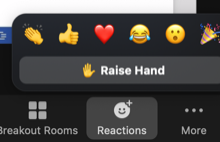 Raise Hand
Breakout Rooms
Reactions
More